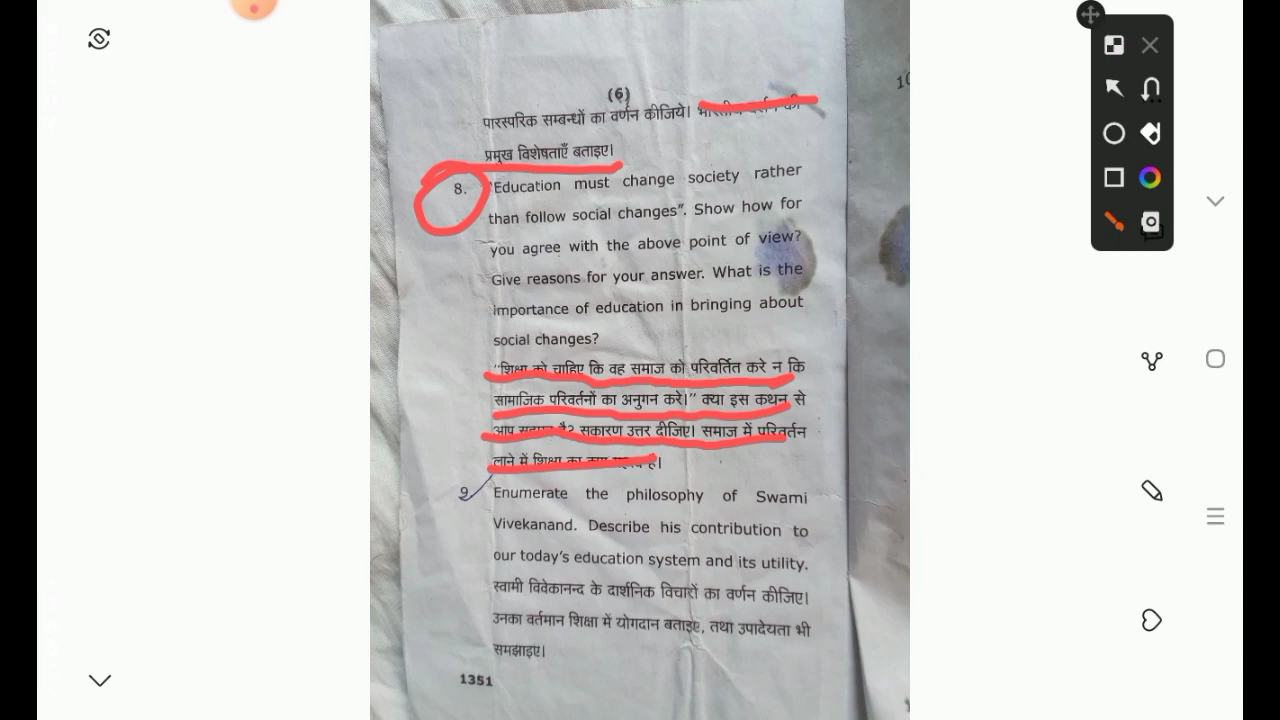 (6)
पारस्परिक सम्बन्धों का वर्णन कीजिये। भारतीय दर्शन की
प्रमुख विशेषताएँ बताइए।
8. "Education must change society rather
than follow social changes". Show how for
you agree with the above point of view?
Give reasons for your answer. What is the
importance of education in bringing about
social changes?
"शिक्षा को चाहिए कि वह समाज को परिवर्तित करे न कि
सामाजिक परिवर्तनों का अनुगन करे।" क्या इस कथन से
आप है? सकारण उत्तर दीजिए। समाज में परिवर्तन
लाने में शिक्षा का है।
9 Enumerate the philosophy of Swami
Vivekanand. Describe his contribution to
our today's education system and its utility.
स्वामी विवेकानन्द के दार्शनिक विचारों का वर्णन कीजिए।
उनका वर्तमान शिक्षा में योगदान बताइए, तथा उपादेयता भी
समझाइए।
1351